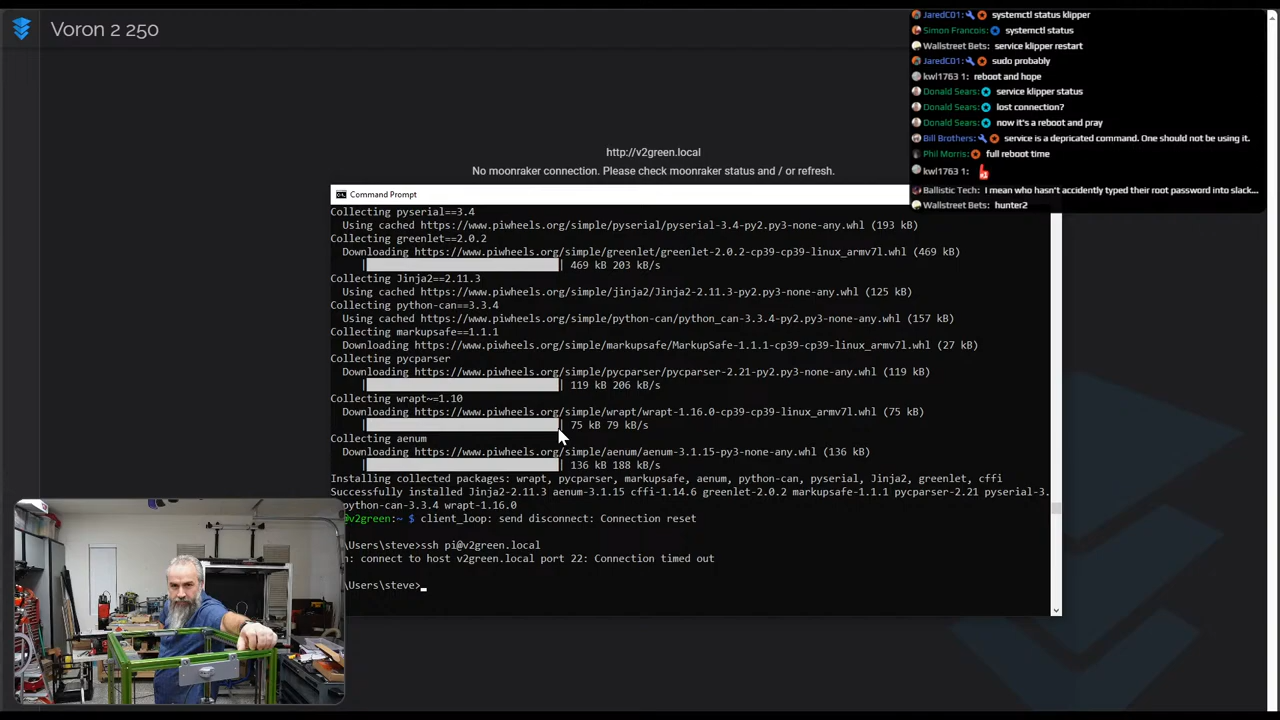 Voron 2 250
JaredC01: systemctl status klipper
Simon Francois: systemctl status
Wallstreet Bets: service klipper restart
JaredC01: sudo probably
kwl1763 1: reboot and hope
Donald Sears: service klipper status
Donald Sears: lost connection?
Donald Sears: now it's a reboot and pray
Bill Brothers: service is a depricated command. One should not be using it.
Phil Morris: full reboot time
kwl1763 1:
Ballistic Tech: I mean who hasn't accidently typed their root password into slack...
Wallstreet Bets: hunter2
http://v2green.local
No moonraker connection. Please check moonraker status and / or refresh.
Command Prompt
Collecting pyserial==3.4
Using cached https://www.piwheels.org/simple/pyserial/pyserial-3.4-py2.py3-none-any.whl (193 kB)
Collecting greenlet==2.0.2
Downloading https://www.piwheels.org/simple/greenlet/greenlet-2.0.2-cp39-cp39-linux_armv7l.whl (469 kB)
| | 469 kB 203 kB/s
Collecting Jinja2==2.11.3
Using cached https://www.piwheels.org/simple/jinja2/Jinja2-2.11.3-py2.py3-none-any.whl (125 kB)
Collecting python-can==3.3.4
Using cached https://www.piwheels.org/simple/python-can/python_can-3.3.4-py2.py3-none-any.whl (157 kB)
Collecting markupsafe==1.1.1
Downloading https://www.piwheels.org/simple/markupsafe/MarkupSafe-1.1.1-cp39-cp39-linux_armv7l.whl (27 kB)
Collecting pycparser
Downloading https://www.piwheels.org/simple/pycparser/pycparser-2.21-py2.py3-none-any.whl (119 kB)
| | 119 kB 206 kB/s
Collecting wrapt~=1.10
Downloading https://www.piwheels.org/simple/wrapt/wrapt-1.16.0-cp39-cp39-linux_armv7l.whl (75 kB)
| | 75 kB 79 kB/s
Collecting aenum
Downloading https://www.piwheels.org/simple/aenum/aenum-3.1.15-py3-none-any.whl (136 kB)
| | 136 kB 188 kB/s
Installing collected packages: wrapt, pycparser, markupsafe, aenum, python-can, pyserial, Jinja2, greenlet, cffi
Successfully installed Jinja2-2.11.3 aenum-3.1.15 cffi-1.14.6 greenlet-2.0.2 markupsafe-1.1.1 pycparser-2.21 pyserial-3.
python-can-3.3.4 wrapt-1.16.0
@v2green:~ $ client_loop: send disconnect: Connection reset
\Users\steve>ssh pi@v2green.local
: connect to host v2green.local port 22: Connection timed out
\Users\steve>_